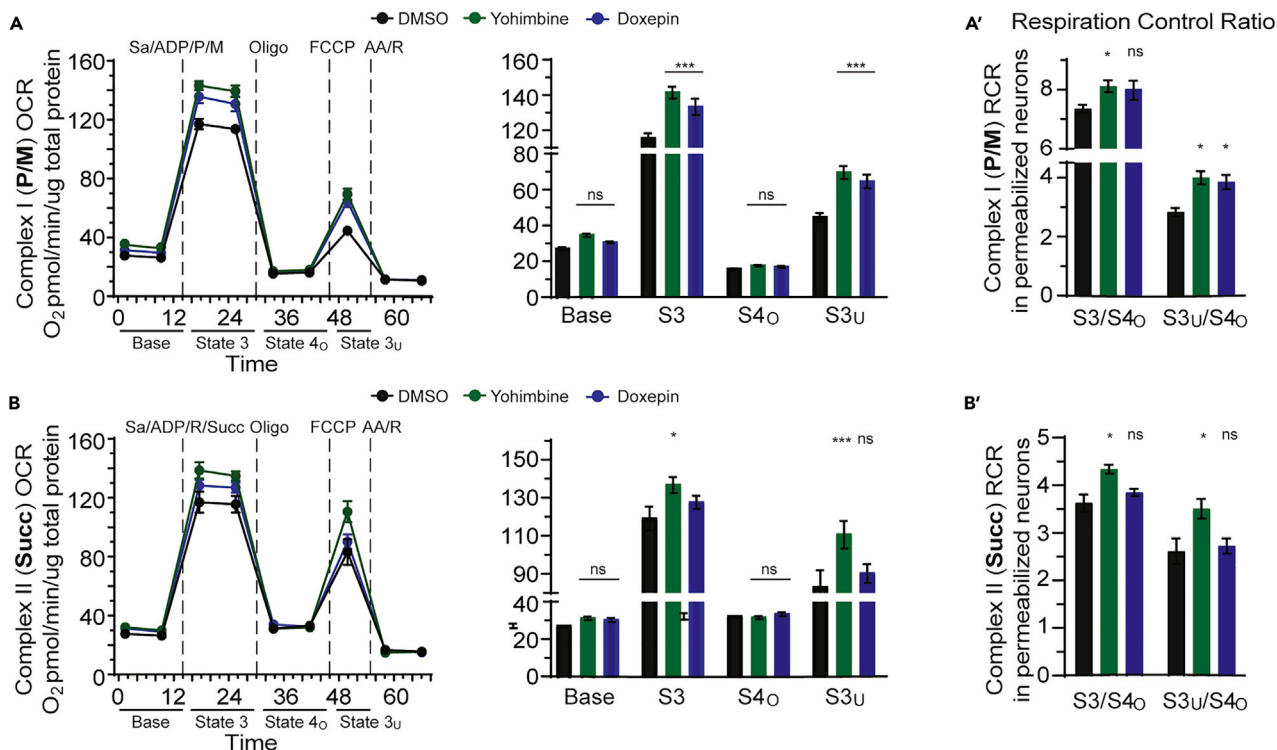 A
DMSO Yohimbine Doxepin
Sa/ADP/P/M Oligo FCCP AA/R
Complex I (P/M) OCR
O2pmol/min/ug total protein
160
120
80
40
0
0 12 24 36 48 60
Base State 3 State 4O State 3U
Time
160
140
120
100
80
60
40
20
0
ns *** ns ***
Base S3 S4O S3U
A' Respiration Control Ratio
Complex I (P/M) RCR
in permeabilized neurons
8
6
4
2
0
* ns * *
S3/S4O S3U/S4O
B
DMSO Yohimbine Doxepin
Sa/ADP/R/Succ Oligo FCCP AA/R
Complex II (Succ) OCR
O2pmol/min/ug total protein
160
120
80
40
0
0 12 24 36 48 60
Base State 3 State 4O State 3U
Time
150
130
110
90
40
20
0
ns * ns *** ns
Base S3 S4O S3U
B'
Complex II (Succ) RCR
in permeabilized neurons
5
4
3
2
1
0
* ns * ns
S3/S4O S3U/S4O